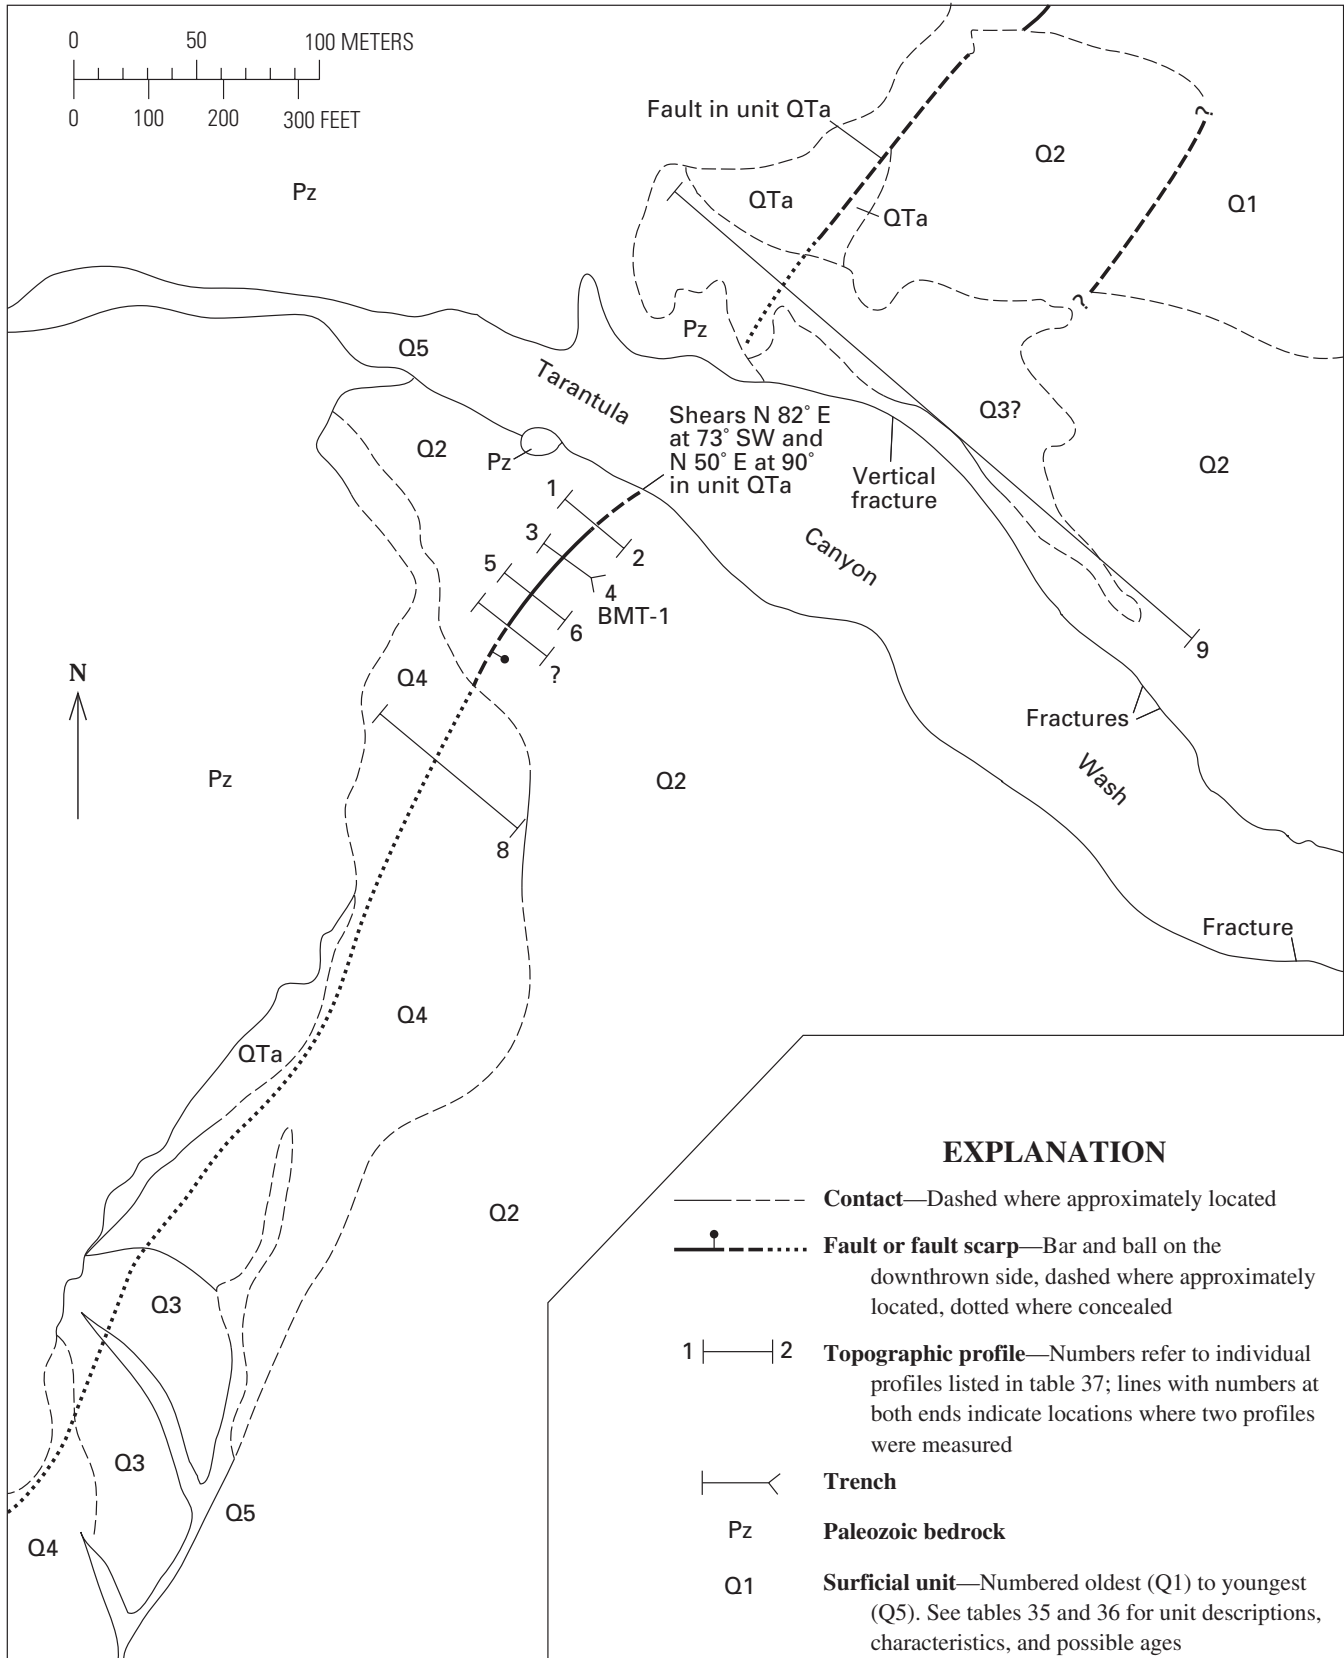 0 50 100 METERS
0 100 200 300 FEET
Fault in unit QTa
Pz
QTa
QTa
Q2
?
Q1
?
Pz
Q5
Tarantula
Canyon
Wash
Q2
Pz
Shears N 82° E
at 73° SW and
N 50° E at 90°
in unit QTa
Vertical
fracture
Q3?
Q2
1
2
3
4
BMT-1
5
6
?
9
N
Q4
Fractures
Pz
Q2
8
Fracture
Q4
QTa
Q2
Q3
Q3
Q5
Q4
EXPLANATION
Contact—Dashed where approximately located
Fault or fault scarp—Bar and ball on the
downthrown side, dashed where approximately
located, dotted where concealed
1 2 Topographic profile—Numbers refer to individual
profiles listed in table 37; lines with numbers at
both ends indicate locations where two profiles
were measured
Trench
Pz Paleozoic bedrock
Q1 Surficial unit—Numbered oldest (Q1) to youngest
(Q5). See tables 35 and 36 for unit descriptions,
characteristics, and possible ages